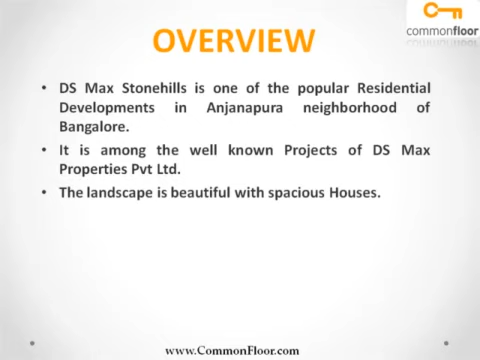 commonfloor
OVERVIEW
• DS Max Stonehills is one of the popular Residential
Developments in Anjanapura neighborhood of
Bangalore.
• It is among the well known Projects of DS Max
Properties Pvt Ltd.
• The landscape is beautiful with spacious Houses.
www.CommonFloor.com